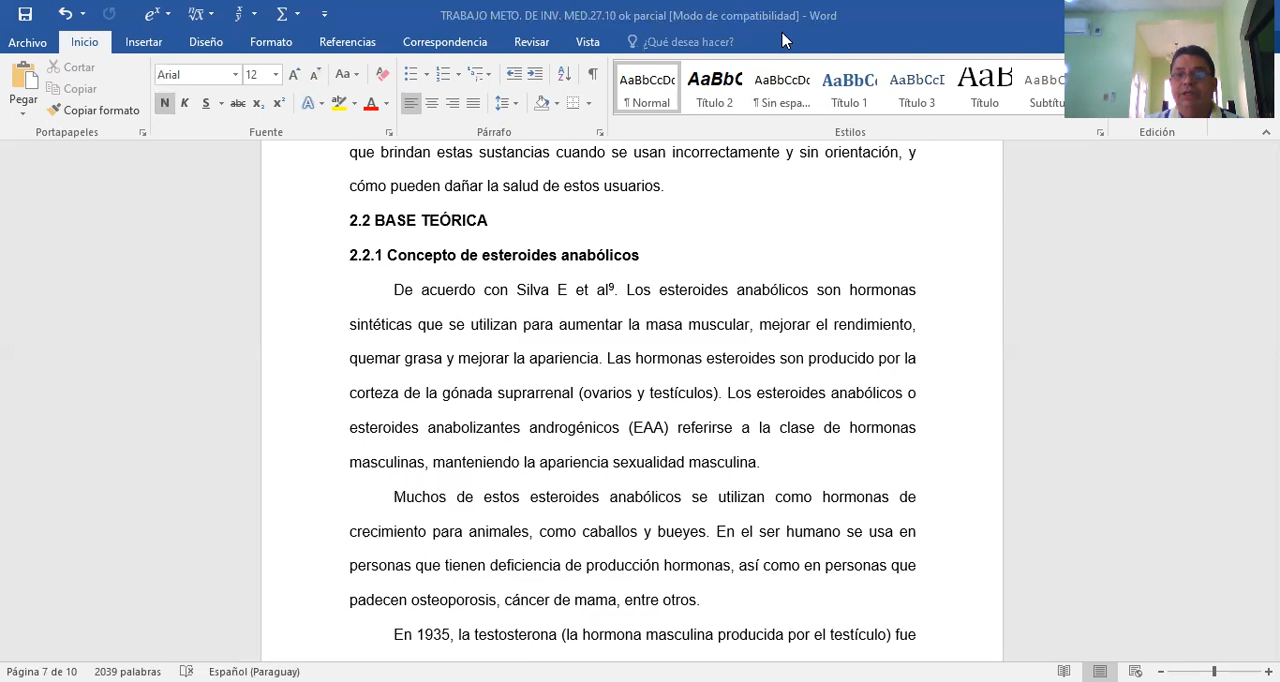 TRABAJO METO. DE INV. MED.27.10 ok parcial [Modo de compatibilidad] - Word
Archivo Inicio Insertar Diseño Formato Referencias Correspondencia Revisar Vista ¿Qué desea hacer?
Pegar
Cortar
Copiar
Copiar formato
Portapapeles
Arial 12 Aa
N K S abc x₂ x² A A
Fuente
Párrafo
AaBbCcDc AaBbC AaBbCcDc AaBbCc AaBbCcI AaB AaBbCc
¶ Normal Título 2 ¶ Sin espa... Título 1 Título 3 Título Subtítu
Estilos
Edición
que brindan estas sustancias cuando se usan incorrectamente y sin orientación, y
cómo pueden dañar la salud de estos usuarios.
2.2 BASE TEÓRICA
2.2.1 Concepto de esteroides anabólicos
De acuerdo con Silva E et al⁹. Los esteroides anabólicos son hormonas
sintéticas que se utilizan para aumentar la masa muscular, mejorar el rendimiento,
quemar grasa y mejorar la apariencia. Las hormonas esteroides son producido por la
corteza de la gónada suprarrenal (ovarios y testículos). Los esteroides anabólicos o
esteroides anabolizantes androgénicos (EAA) referirse a la clase de hormonas
masculinas, manteniendo la apariencia sexualidad masculina.
Muchos de estos esteroides anabólicos se utilizan como hormonas de
crecimiento para animales, como caballos y bueyes. En el ser humano se usa en
personas que tienen deficiencia de producción hormonas, así como en personas que
padecen osteoporosis, cáncer de mama, entre otros.
En 1935, la testosterona (la hormona masculina producida por el testículo) fue
Página 7 de 10 2039 palabras Español (Paraguay)